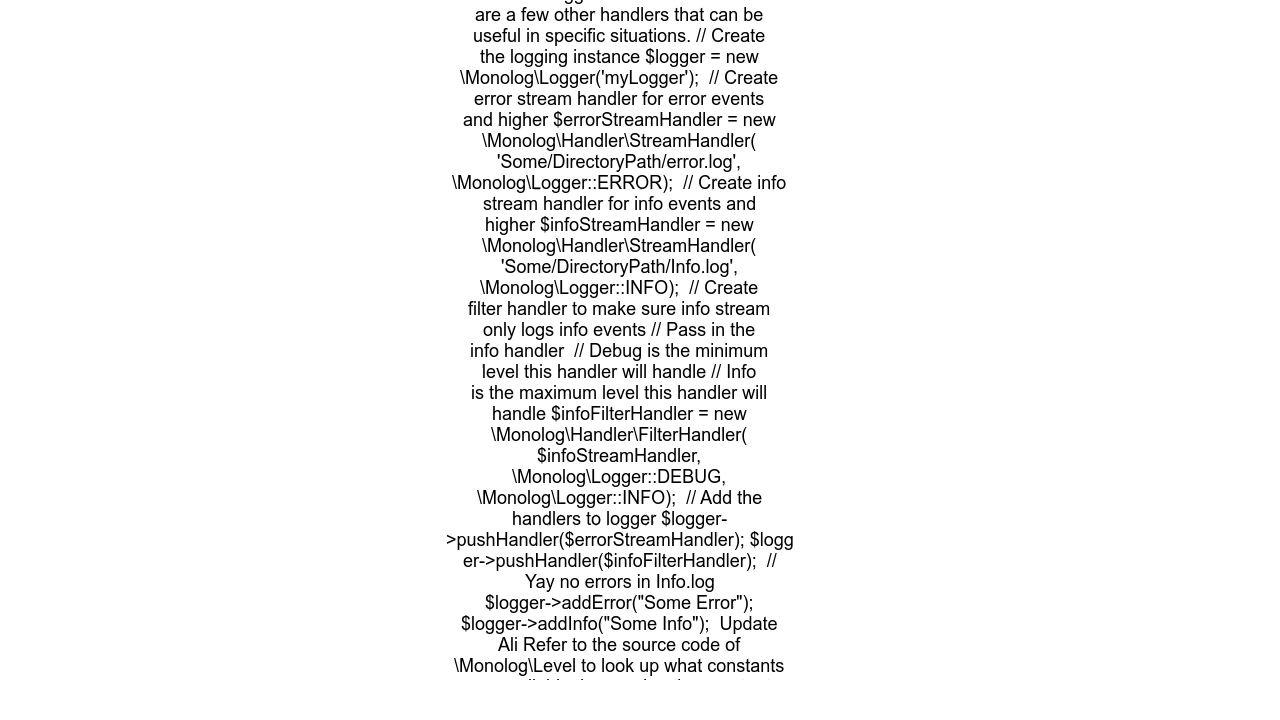 are a few other handlers that can be
useful in specific situations. // Create
the logging instance $logger = new
\Monolog\Logger('myLogger');  // Create
error stream handler for error events
and higher $errorStreamHandler = new
\Monolog\Handler\StreamHandler(
'Some/DirectoryPath/error.log',
\Monolog\Logger::ERROR);  // Create info
stream handler for info events and
higher $infoStreamHandler = new
\Monolog\Handler\StreamHandler(
'Some/DirectoryPath/Info.log',
\Monolog\Logger::INFO);  // Create
filter handler to make sure info stream
only logs info events // Pass in the
info handler  // Debug is the minimum
level this handler will handle // Info
is the maximum level this handler will
handle $infoFilterHandler = new
\Monolog\Handler\FilterHandler(
$infoStreamHandler,
\Monolog\Logger::DEBUG,
\Monolog\Logger::INFO);  // Add the
handlers to logger $logger-
>pushHandler($errorStreamHandler); $logg
er->pushHandler($infoFilterHandler);  //
Yay no errors in Info.log
$logger->addError("Some Error");
$logger->addInfo("Some Info");  Update
Ali Refer to the source code of
\Monolog\Level to look up what constants